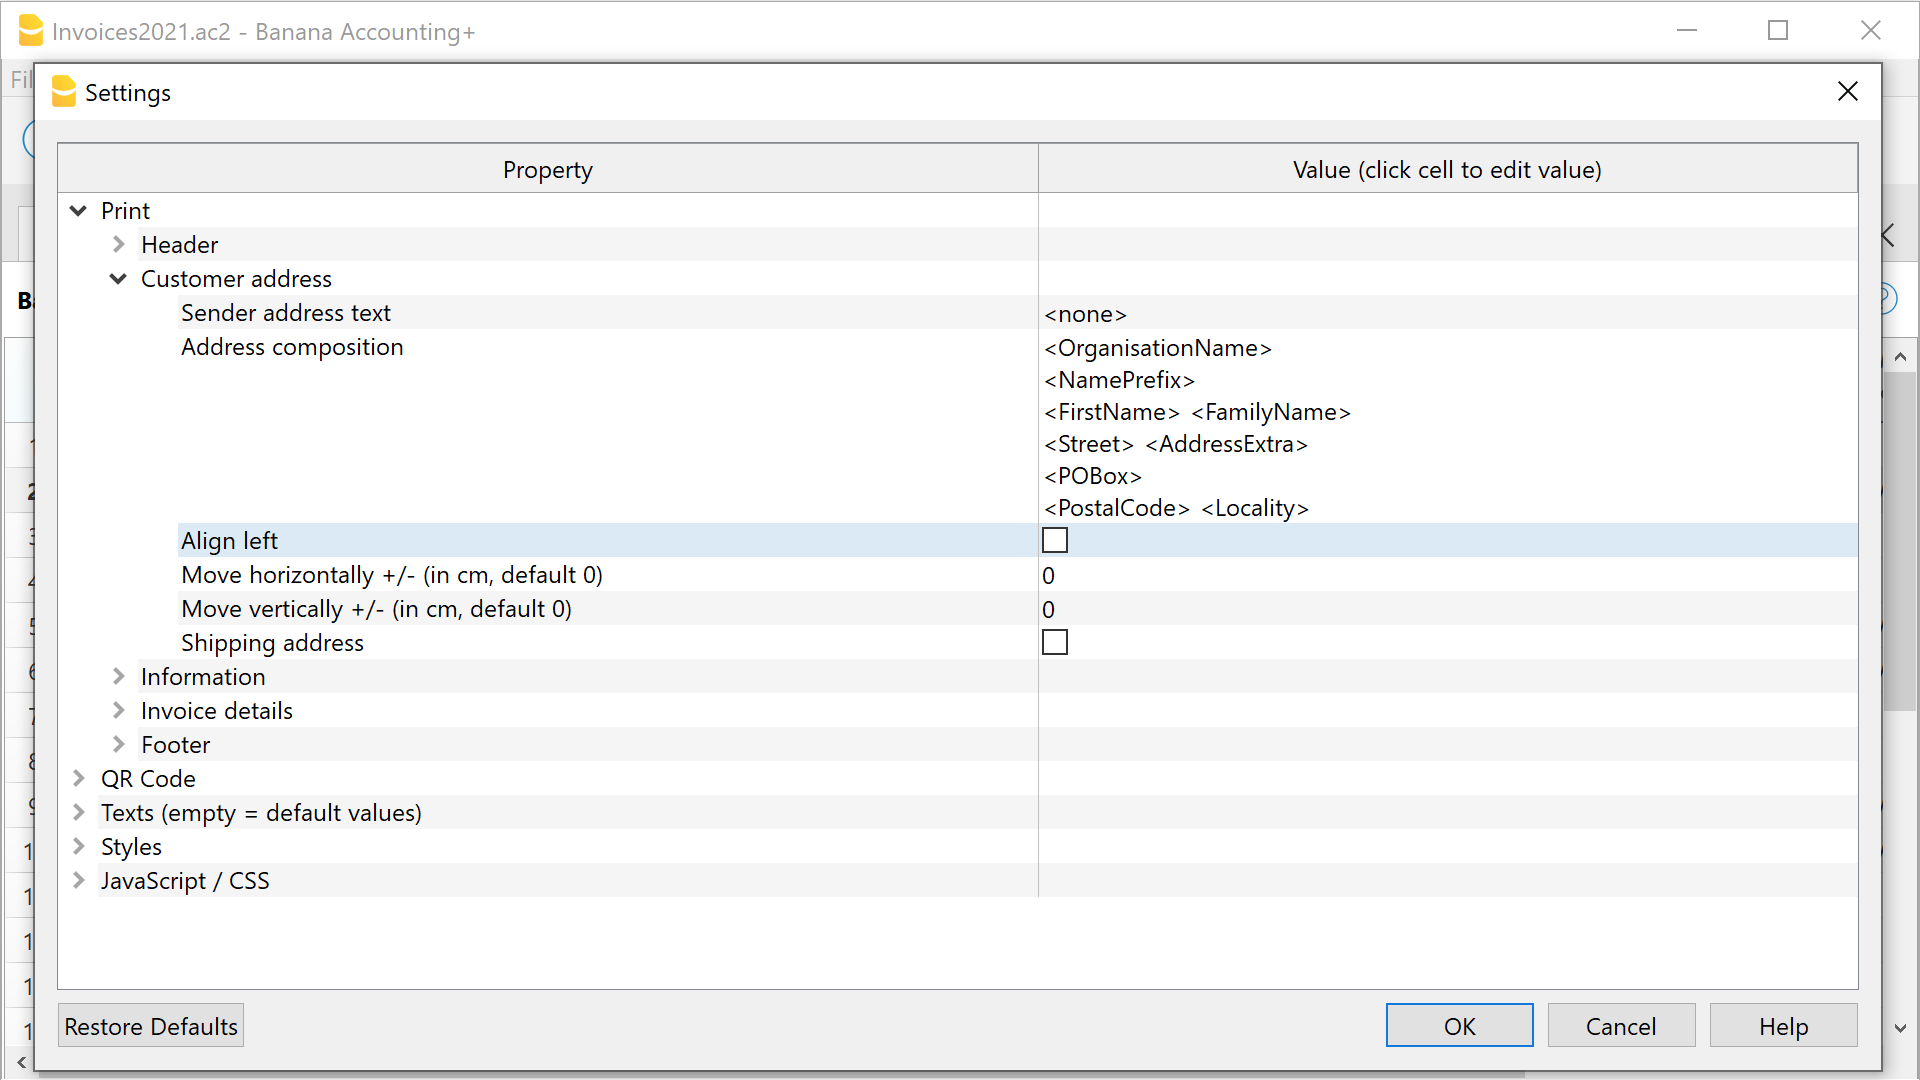 Invoices2021.ac2 - Banana Accounting+
Fil
Settings
Property
Value (click cell to edit value)
Print
Header
Customer address
Sender address text
<none>
Address composition
<OrganisationName>
<NamePrefix>
<FirstName> <FamilyName>
<Street> <AddressExtra>
<POBox>
<PostalCode> <Locality>
Align left
Move horizontally +/- (in cm, default 0)
0
Move vertically +/- (in cm, default 0)
0
Shipping address
Information
Invoice details
Footer
QR Code
Texts (empty = default values)
Styles
JavaScript / CSS
Restore Defaults
OK
Cancel
Help